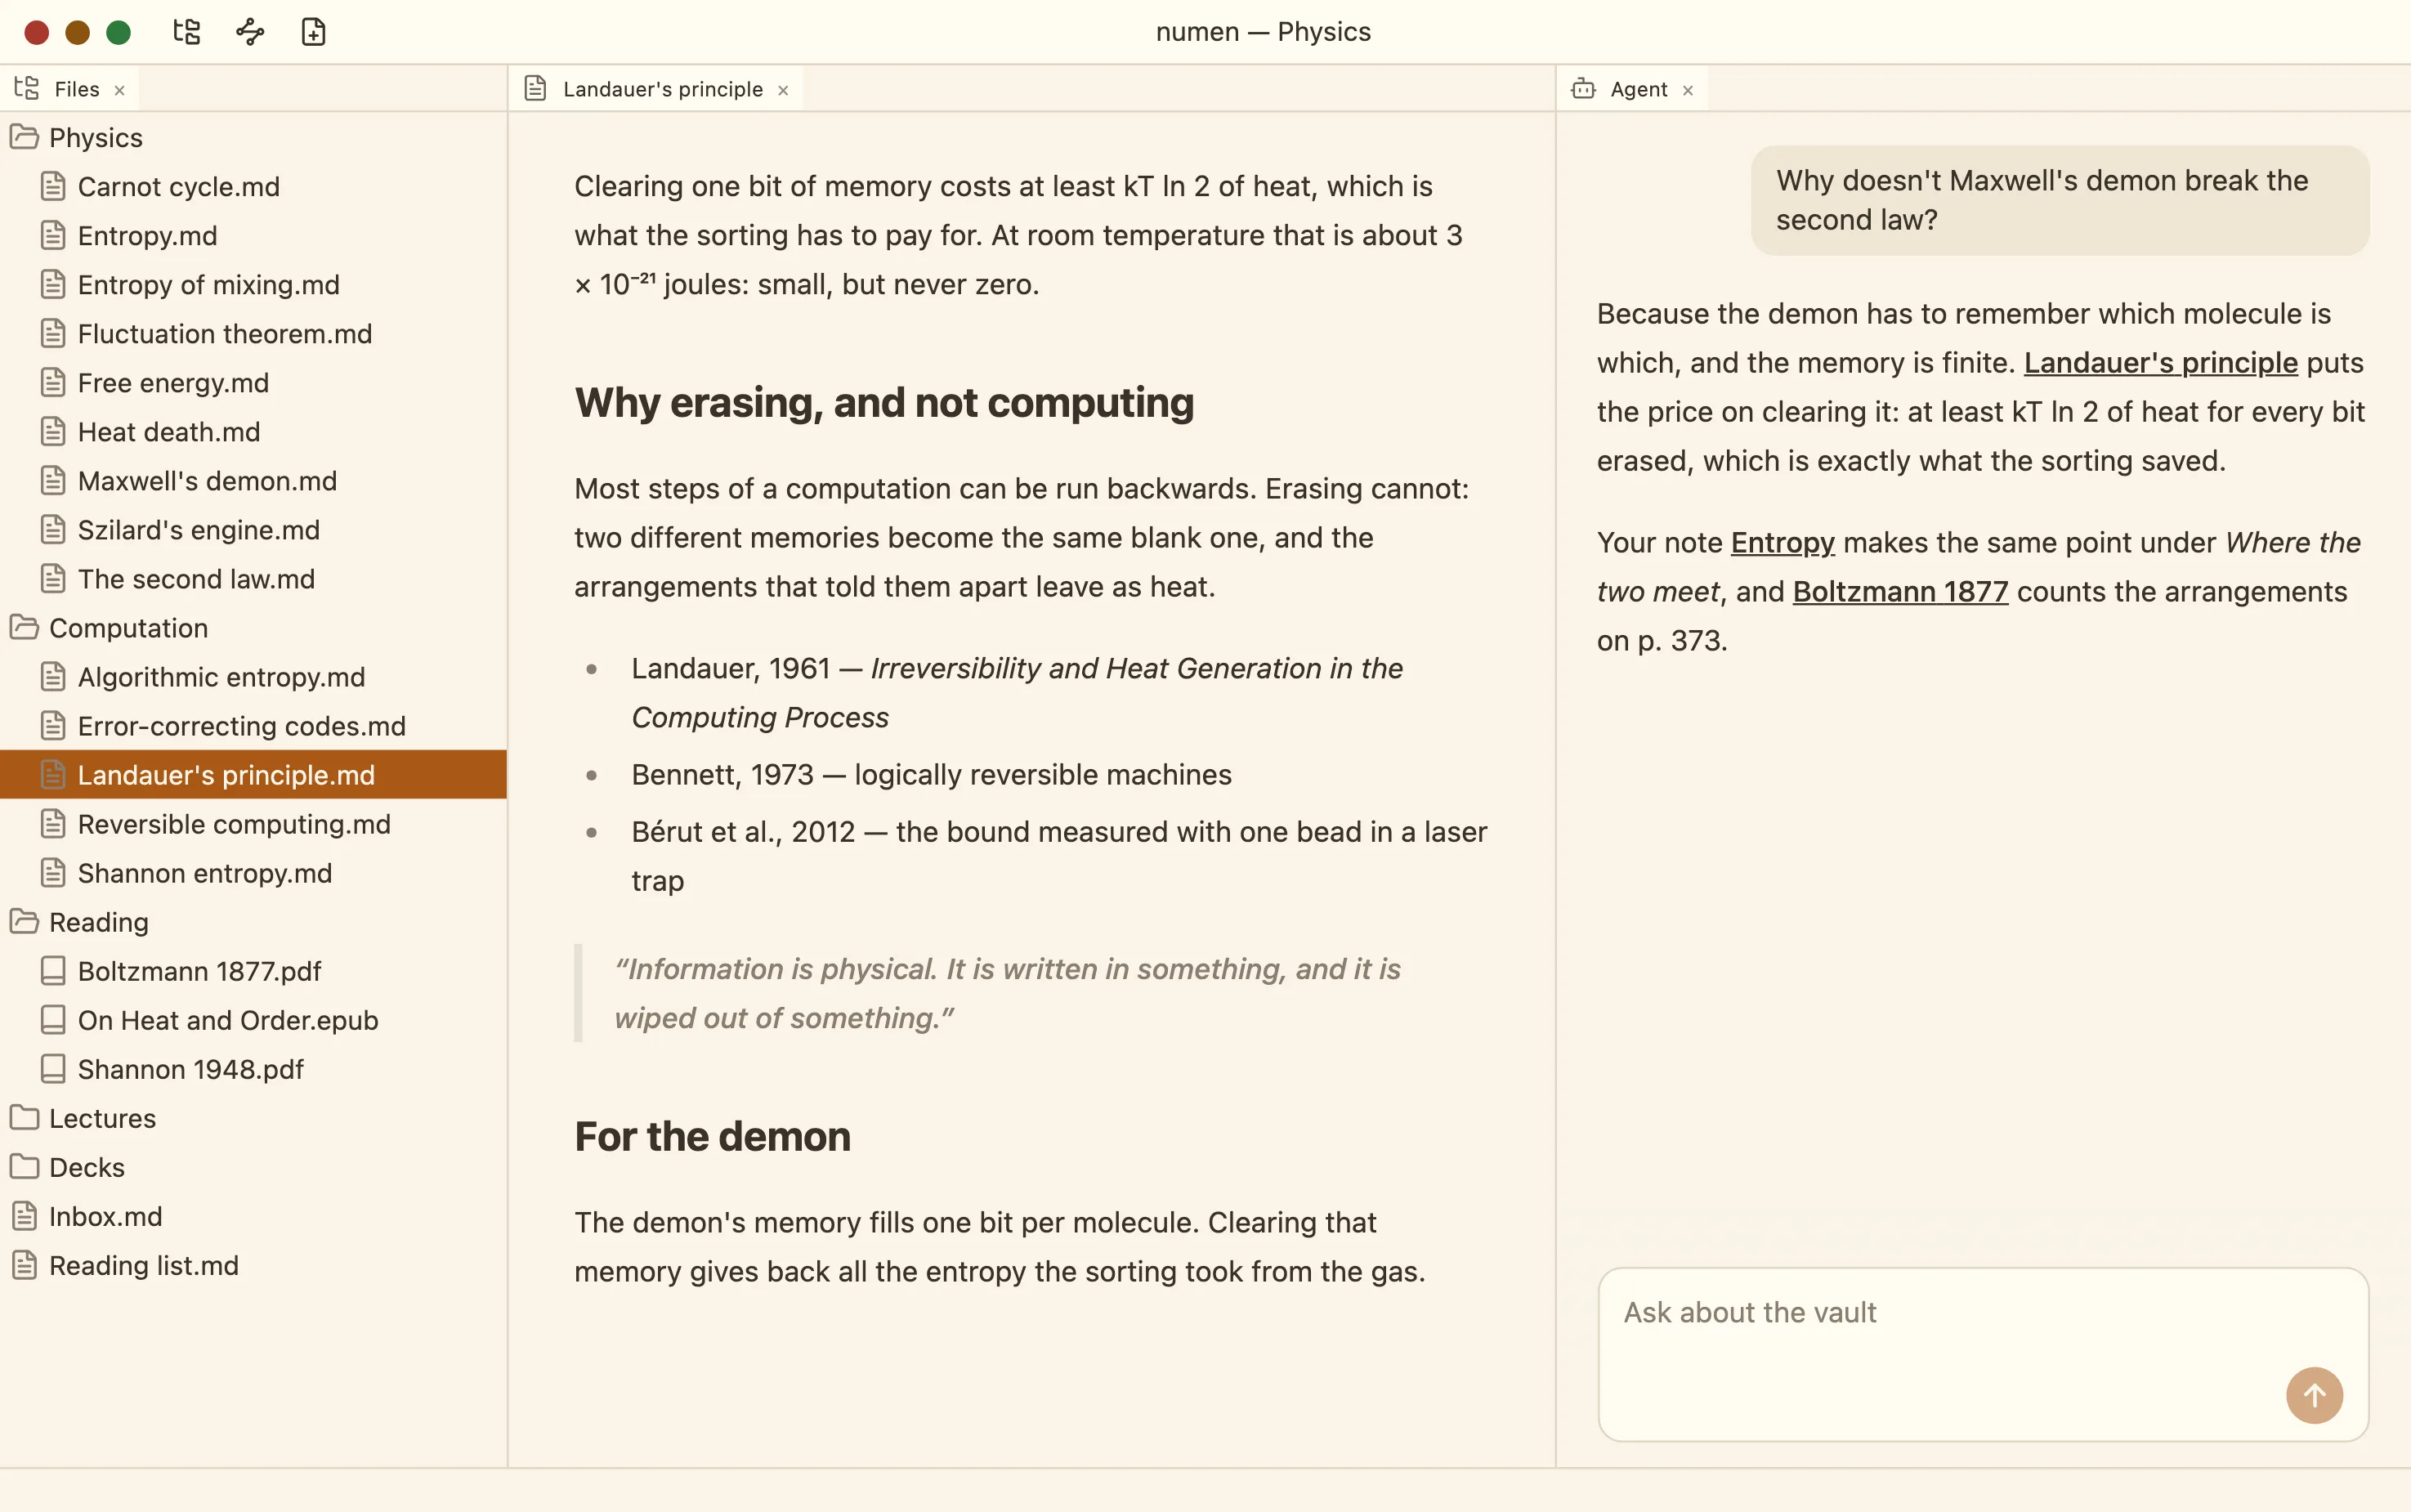 numen — Physics
Files ×
Physics
Carnot cycle.md
Entropy.md
Entropy of mixing.md
Fluctuation theorem.md
Free energy.md
Heat death.md
Maxwell's demon.md
Szilard's engine.md
The second law.md
Computation
Algorithmic entropy.md
Error-correcting codes.md
Landauer's principle.md
Reversible computing.md
Shannon entropy.md
Reading
Boltzmann 1877.pdf
On Heat and Order.epub
Shannon 1948.pdf
Lectures
Decks
Inbox.md
Reading list.md
Landauer's principle ×
Clearing one bit of memory costs at least kT ln 2 of heat, which is
what the sorting has to pay for. At room temperature that is about 3
× 10⁻²¹ joules: small, but never zero.
Why erasing, and not computing
Most steps of a computation can be run backwards. Erasing cannot:
two different memories become the same blank one, and the
arrangements that told them apart leave as heat.
• Landauer, 1961 — Irreversibility and Heat Generation in the
Computing Process
• Bennett, 1973 — logically reversible machines
• Bérut et al., 2012 — the bound measured with one bead in a laser
trap
“Information is physical. It is written in something, and it is
wiped out of something.”
For the demon
The demon's memory fills one bit per molecule. Clearing that
memory gives back all the entropy the sorting took from the gas.
Agent ×
Why doesn't Maxwell's demon break the
second law?
Because the demon has to remember which molecule is
which, and the memory is finite. Landauer's principle puts
the price on clearing it: at least kT ln 2 of heat for every bit
erased, which is exactly what the sorting saved.
Your note Entropy makes the same point under Where the
two meet, and Boltzmann 1877 counts the arrangements
on p. 373.
Ask about the vault